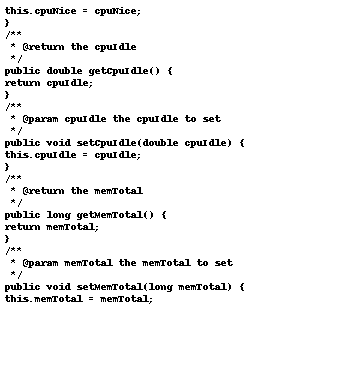 this.cpuNice = cpuNice;
}
/**
 * @return the cpuIdle
 */
public double getCpuIdle() {
return cpuIdle;
}
/**
 * @param cpuIdle the cpuIdle to set
 */
public void setCpuIdle(double cpuIdle) {
this.cpuIdle = cpuIdle;
}
/**
 * @return the memTotal
 */
public long getMemTotal() {
return memTotal;
}
/**
 * @param memTotal the memTotal to set
 */
public void setMemTotal(long memTotal) {
this.memTotal = memTotal;